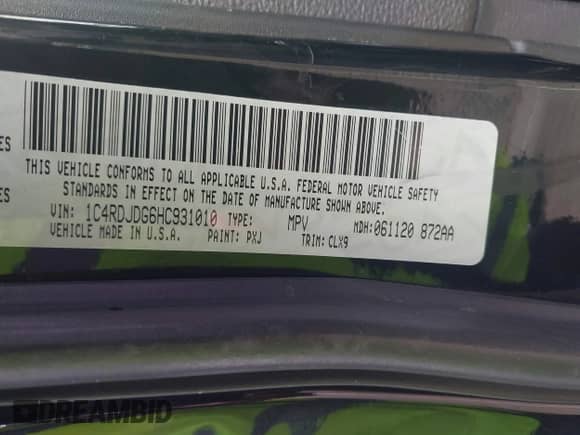 ES
THIS VEHICLE CONFORMS TO ALL APPLICABLE U.S.A. FEDERAL MOTOR VEHICLE SAFETY
ES
STANDARDS IN EFFECT ON THE DATE OF MANUFACTURE SHOWN ABOVE.
VIN: 1C4RDJDG6HC931010 TYPE: MPV MDH:061120 872AA
VEHICLE MADE IN U.S.A. PAINT: PXJ TRIM:CLX9
DREAMBID